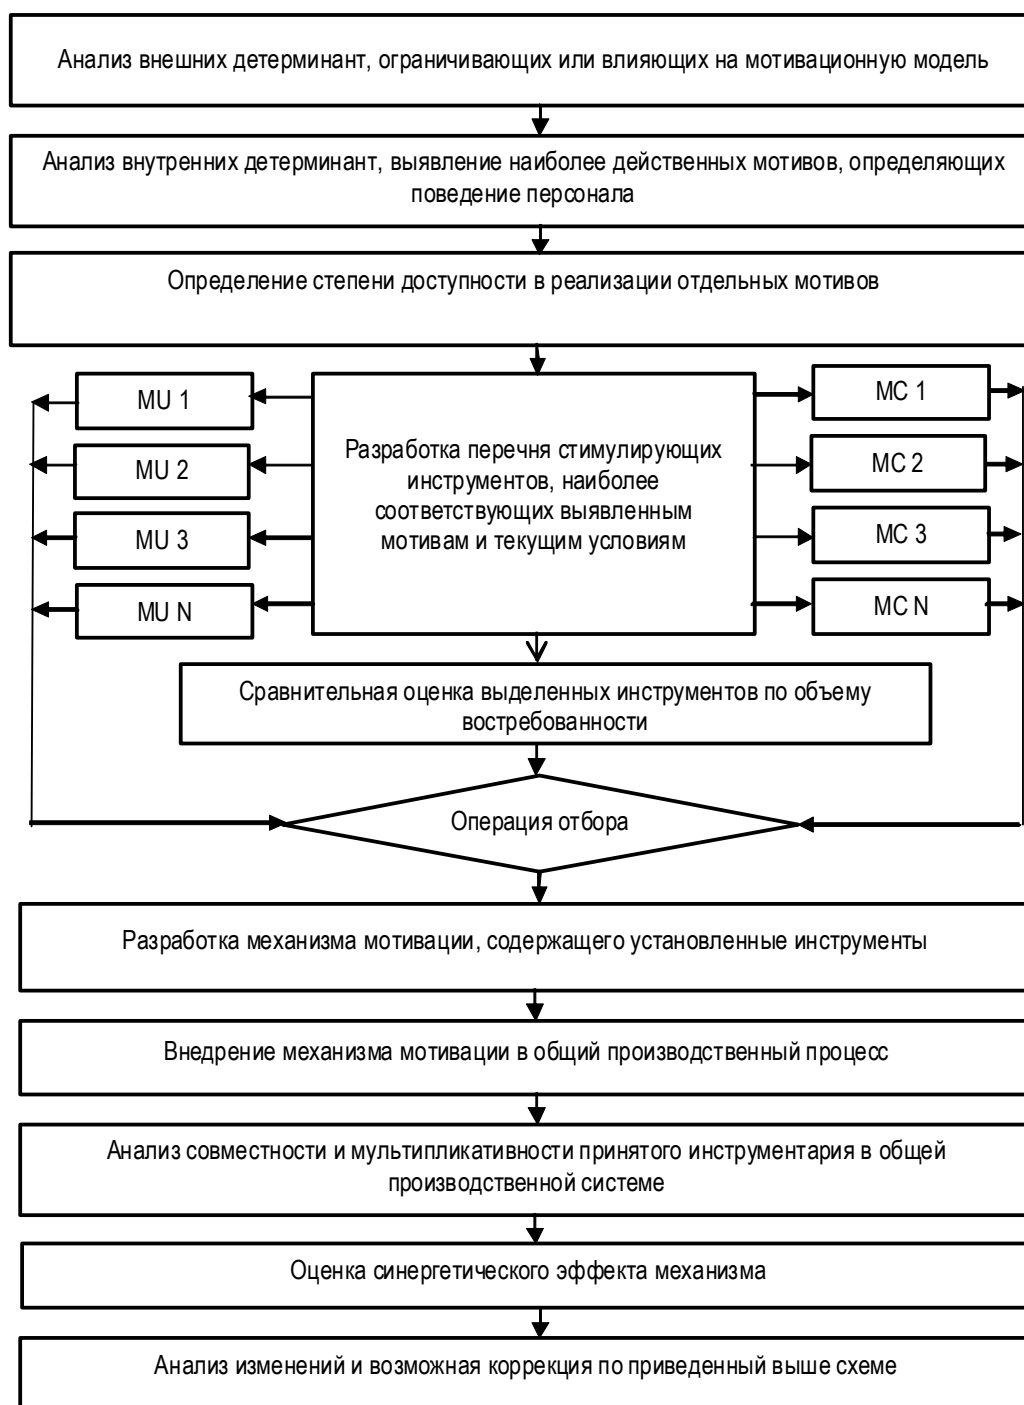 Анализ внешних детерминант, ограничивающих или влияющих на мотивационную модель
Анализ внутренних детерминант, выявление наиболее действенных мотивов, определяющих
поведение персонала
Определение степени доступности в реализации отдельных мотивов
MU 1
MU 2
MU 3
MU N
Разработка перечня стимулирующих
инструментов, наиболее
соответствующих выявленным
мотивам и текущим условиям
MC 1
MC 2
MC 3
MC N
Сравнительная оценка выделенных инструментов по объему
востребованности
Операция отбора
Разработка механизма мотивации, содержащего установленные инструменты
Внедрение механизма мотивации в общий производственный процесс
Анализ совместности и мультипликативности принятого инструментария в общей
производственной системе
Оценка синергетического эффекта механизма
Анализ изменений и возможная коррекция по приведенный выше схеме